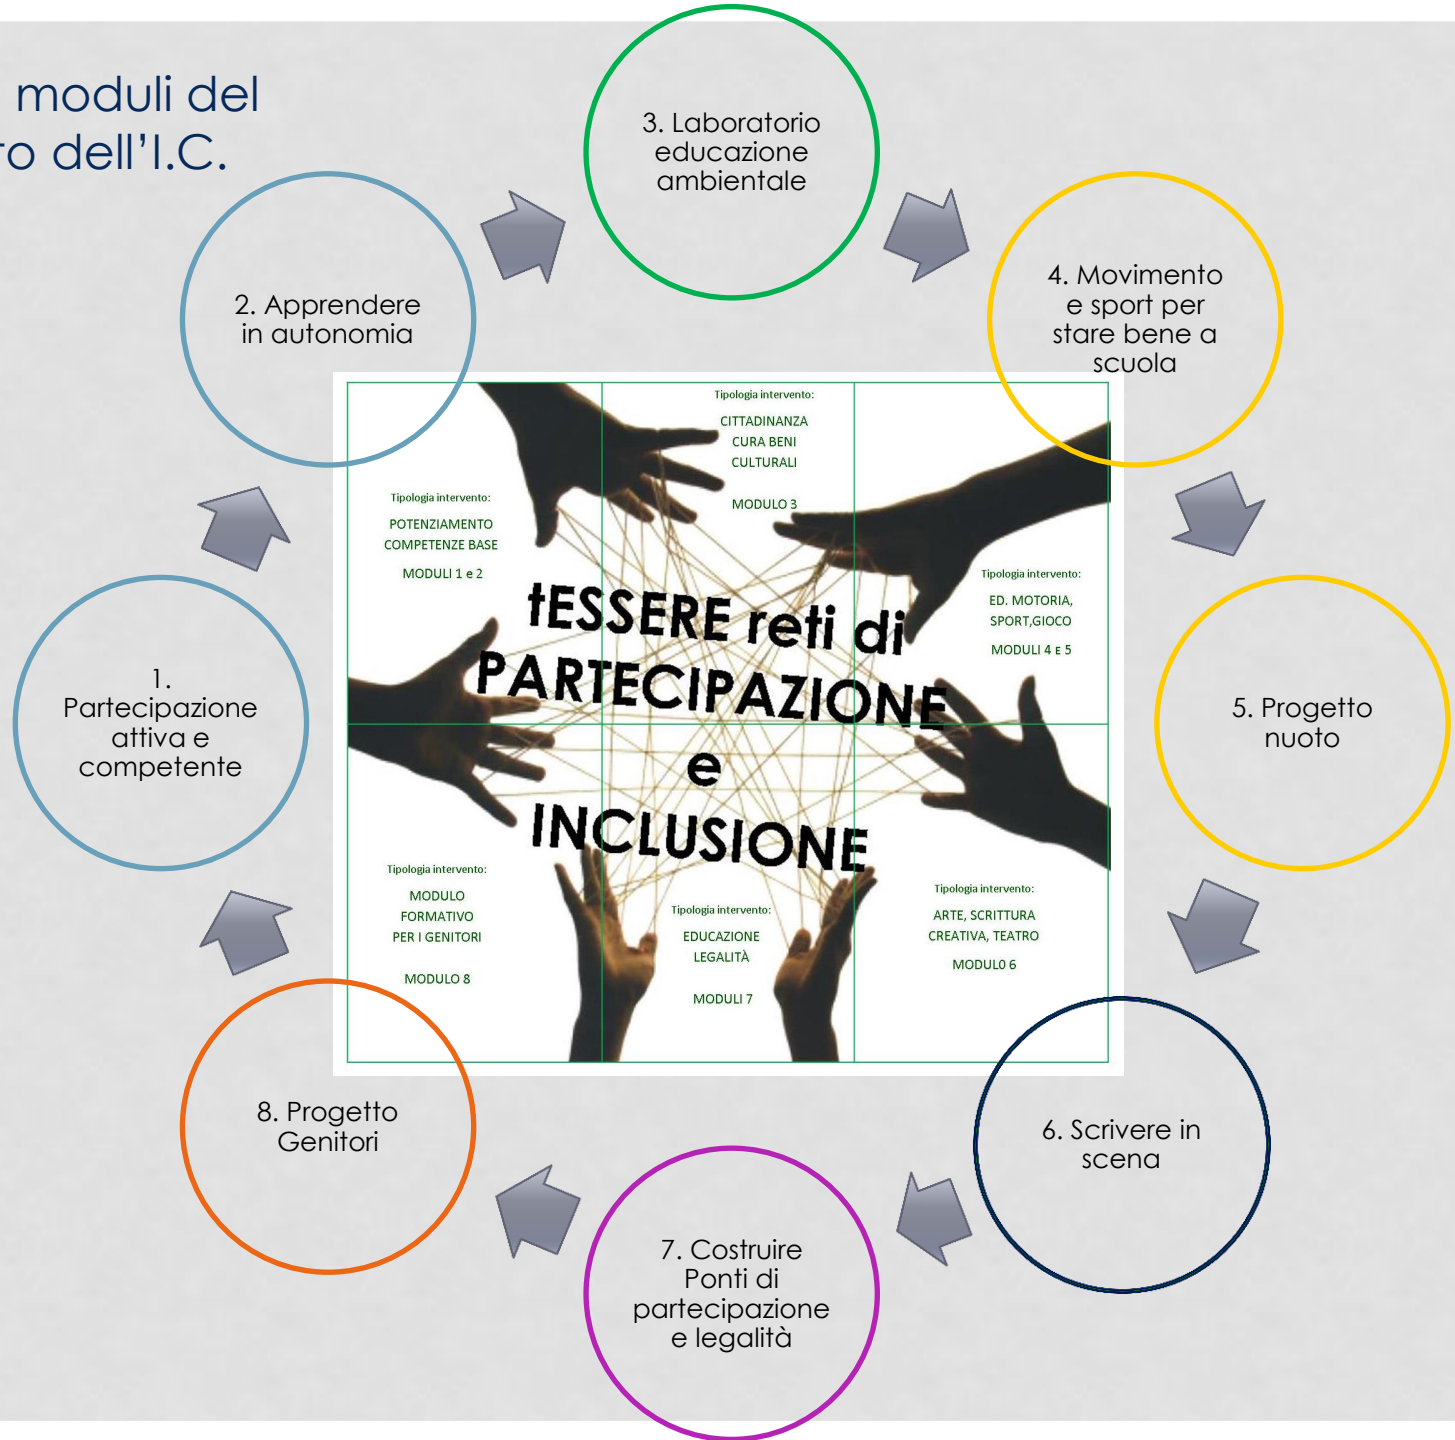 moduli del
to dell'I.C.
3. Laboratorio
educazione
ambientale
2. Apprendere
in autonomia
4. Movimento
e sport per
stare bene a
scuola
1.
Partecipazione
attiva e
competente
5. Progetto
nuoto
8. Progetto
Genitori
6. Scrivere in
scena
7. Costruire
Ponti di
partecipazione
e legalità
Tipologia intervento:
POTENZIAMENTO
COMPETENZE BASE
MODULI 1 e 2
Tipologia intervento:
CITTADINANZA
CURA BENI
CULTURALI
MODULO 3
Tipologia intervento:
ED. MOTORIA,
SPORT,GIOCO
MODULI 4 E 5
tESSERE reti di
PARTECIPAZIONE
e
INCLUSIONE
Tipologia intervento:
MODULO
FORMATIVO
PER I GENITORI
MODULO 8
Tipologia intervento:
EDUCAZIONE
LEGALITÀ
MODULI 7
Tipologia intervento:
ARTE, SCRITTURA
CREATIVA, TEATRO
MODUL0 6